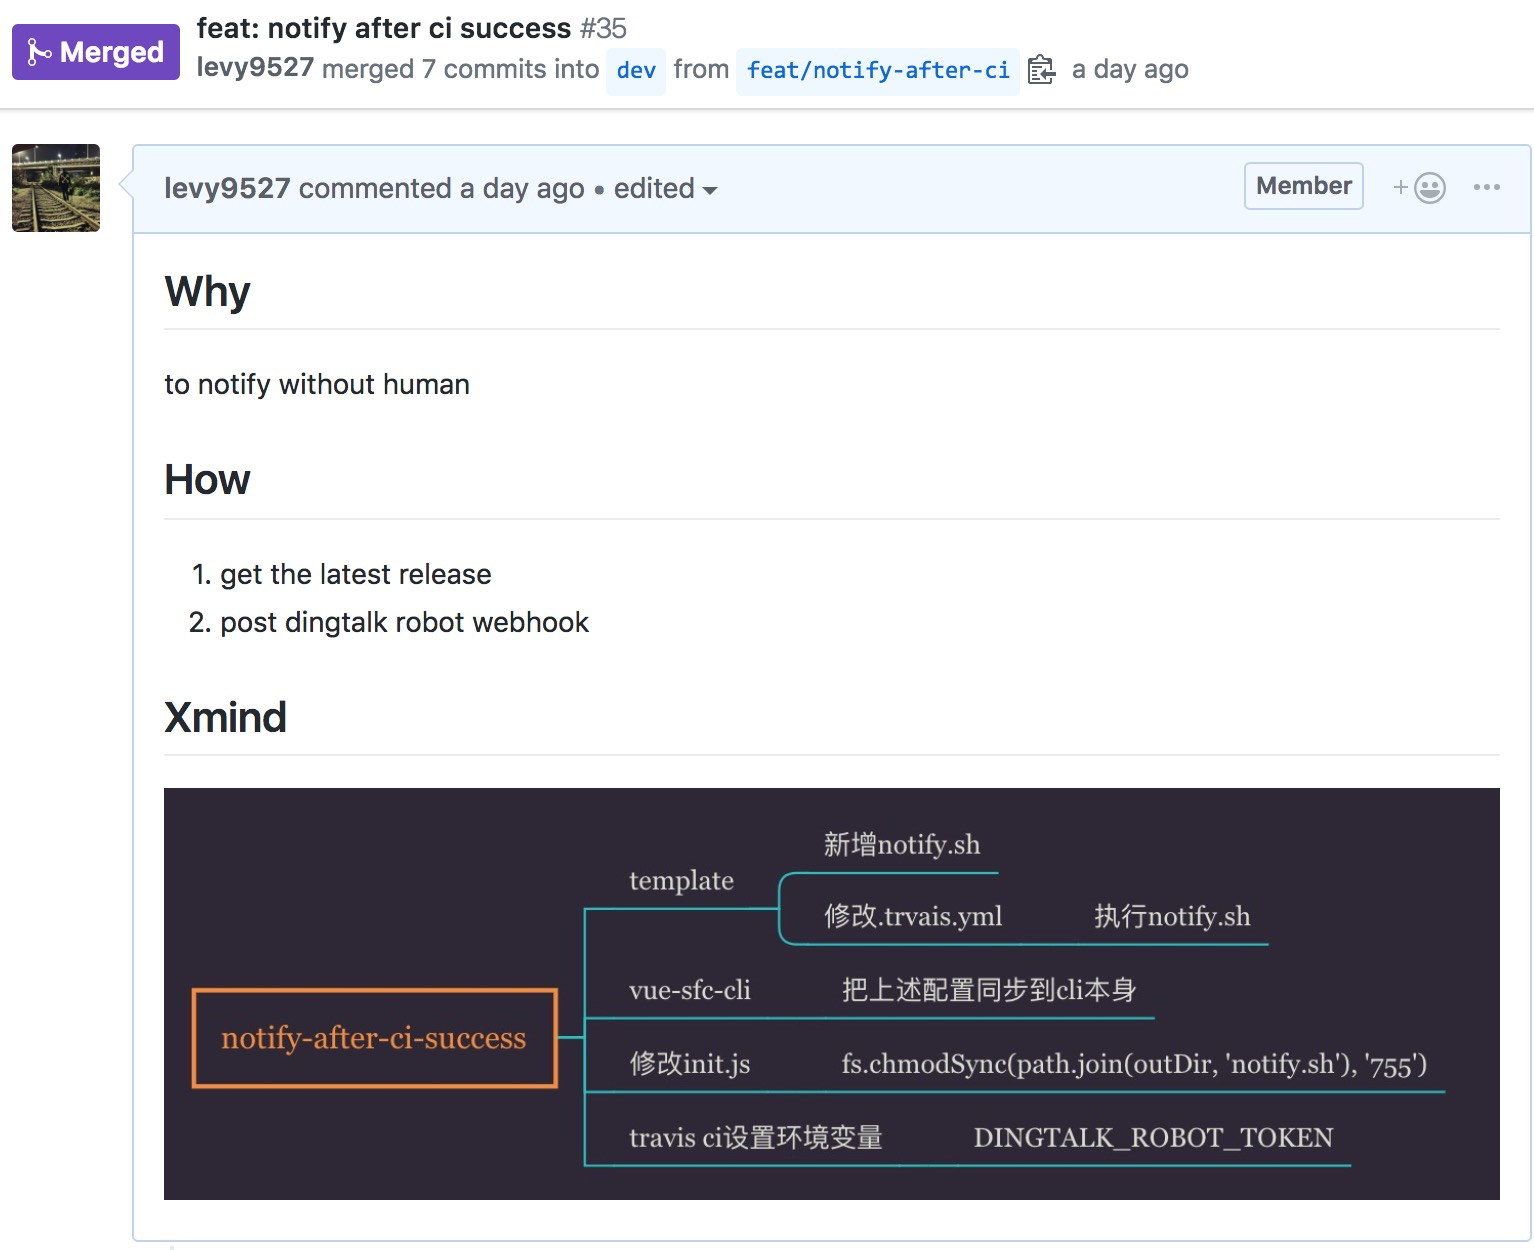 Merged
feat: notify after ci success #35
levy9527 merged 7 commits into dev from feat/notify-after-ci a day ago
levy9527 commented a day ago • edited
Member
Why
to notify without human
How
1. get the latest release
2. post dingtalk robot webhook
Xmind
notify-after-ci-success
template
新增notify.sh
修改.trvais.yml 执行notify.sh
vue-sfc-cli 把上述配置同步到cli本身
修改init.js fs.chmodSync(path.join(outDir, 'notify.sh'), '755')
travis ci设置环境变量 DINGTALK_ROBOT_TOKEN